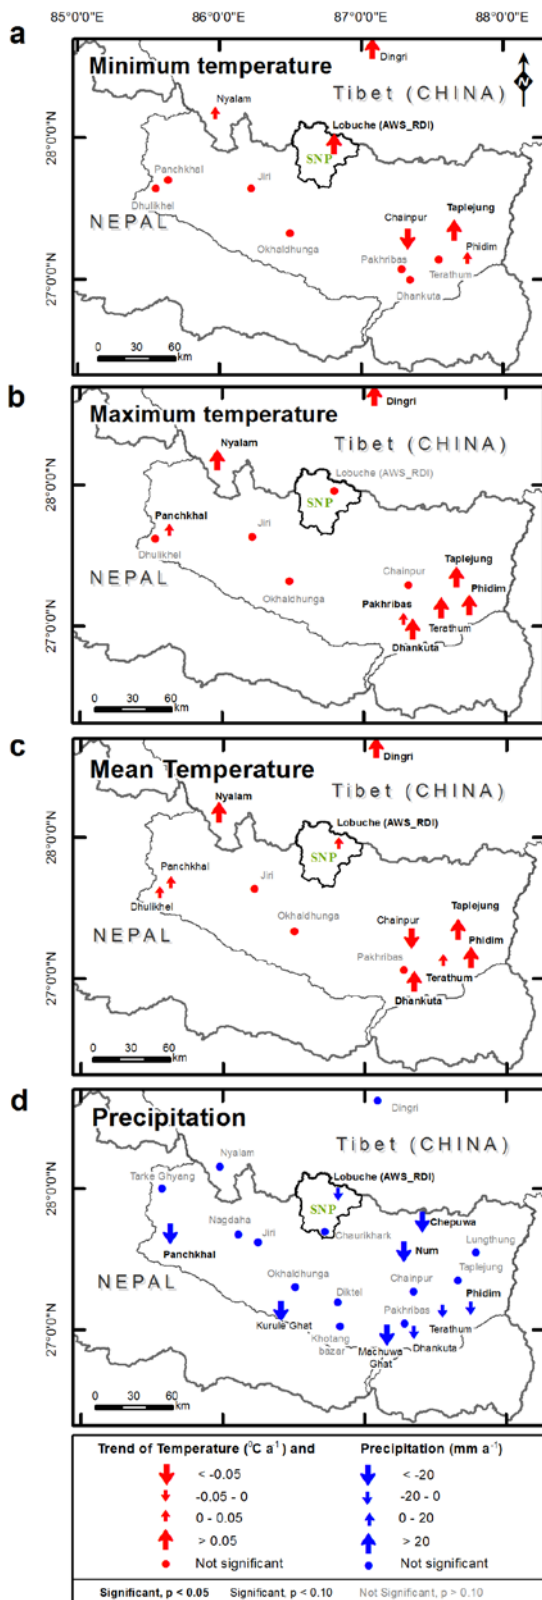 85°0'0"E 86°0'0"E 87°0'0"E 88°0'0"E
a
Minimum temperature
Dingri
Tibet (CHINA)
N
Nyalam
Lobuche (AWS_RDI)
28°0'0"N
SNP
Panchkhal
Jiri
Dhulikhel
Chainpur
Taplejung
NEPAL
Okhaldhunga
Phidim
Pakhribas
Terathum
27°0'0"N
Dhankuta
0 30 60
km
b
Maximum temperature
Dingri
Tibet (CHINA)
Nyalam
Lobuche (AWS_RDI)
28°0'0"N
SNP
Panchkhal
Jiri
Dhulikhel
Taplejung
NEPAL
Chainpur
Okhaldhunga
Phidim
Pakhribas
Terathum
27°0'0"N
Dhankuta
0 30 60
km
c
Mean Temperature
Dingri
Tibet (CHINA)
Nyalam
Lobuche (AWS_RDI)
28°0'0"N
SNP
Panchkhal
Jiri
Dhulikhel
Taplejung
Chainpur
Okhaldhunga
NEPAL
Phidim
Pakhribas
Terathum
27°0'0"N
Dhankuta
0 30 60
km
d
Precipitation
Dingri
Tibet (CHINA)
Nyalam
Tarke Ghyang
Lobuche (AWS_RDI)
28°0'0"N
SNP
Chepuwa
Nagdaha
Chaurikhark
Jiri
Panchkhal
Num
Lungthung
Taplejung
NEPAL
Okhaldhunga
Chainpur
Diktel
Phidim
Pakhribas
Kurule Ghat
Terathum
27°0'0"N
Khotang
bazar
Dhankuta
Machuwa
Ghat
0 30 60
km
Trend of Temperature (⁰C a¹) and Precipitation (mm a⁻¹)
< -0.05 < -20
-0.05 - 0 -20 - 0
0 - 0.05 0 - 20
> 0.05 > 20
Not significant Not significant
Significant, p < 0.05 Significant, p < 0.10 Not Significant, p > 0.10